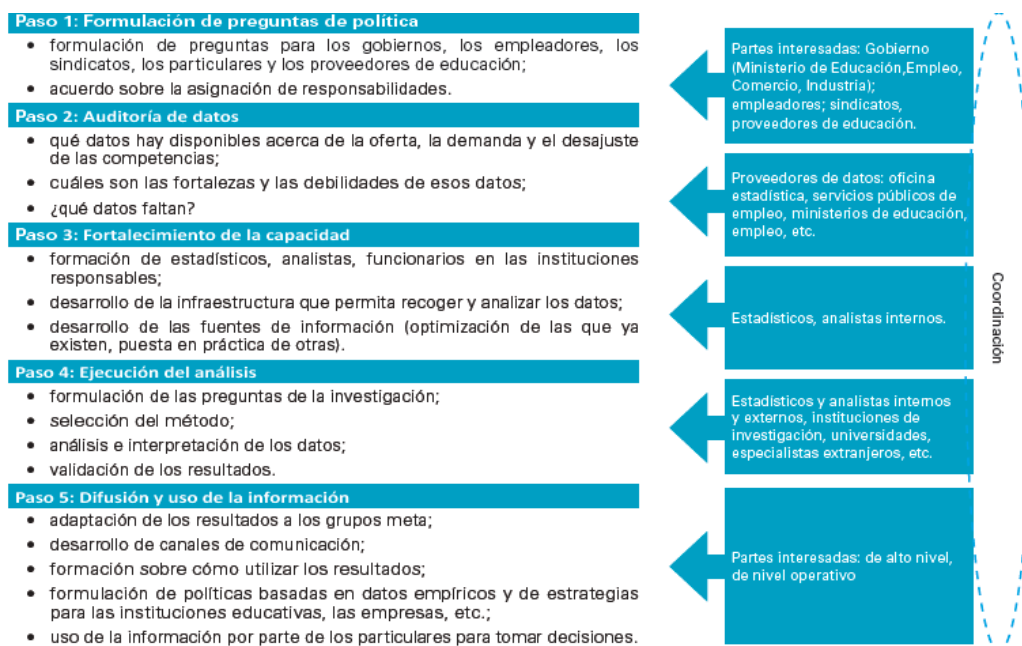 Paso 1: Formulación de preguntas de política
• formulación de preguntas para los gobiernos, los empleadores, los
sindicatos, los particulares y los proveedores de educación;
• acuerdo sobre la asignación de responsabilidades.
Partes interesadas: Gobierno
(Ministerio de Educación,Empleo,
Comercio, Industria);
empleadores; sindicatos,
proveedores de educación.
Paso 2: Auditoría de datos
• qué datos hay disponibles acerca de la oferta, la demanda y el desajuste
de las competencias;
• cuáles son las fortalezas y las debilidades de esos datos;
• ¿qué datos faltan?
Proveedores de datos: oficina
estadística, servicios públicos de
empleo, ministerios de educación,
empleo, etc.
Paso 3: Fortalecimiento de la capacidad
• formación de estadísticos, analistas, funcionarios en las instituciones
responsables;
• desarrollo de la infraestructura que permita recoger y analizar los datos;
• desarrollo de las fuentes de información (optimización de las que ya
existen, puesta en práctica de otras).
Estadísticos, analistas internos.
Paso 4: Ejecución del análisis
• formulación de las preguntas de la investigación;
• selección del método;
• análisis e interpretación de los datos;
• validación de los resultados.
Estadísticos y analistas internos
y externos, instituciones de
investigación, universidades,
especialistas extranjeros, etc.
Paso 5: Difusión y uso de la información
• adaptación de los resultados a los grupos meta;
• desarrollo de canales de comunicación;
• formación sobre cómo utilizar los resultados;
• formulación de políticas basadas en datos empíricos y de estrategias
para las instituciones educativas, las empresas, etc.;
• uso de la información por parte de los particulares para tomar decisiones.
Partes interesadas: de alto nivel,
de nivel operativo
Coordinación